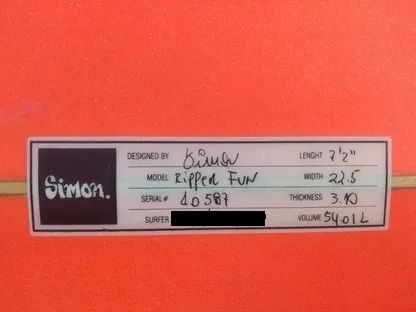 Simon.
DESIGNED BY Simon LENGHT 7'2"
MODEL Ripper Fun WIDTH 22.5
SERIAL# 10587 THICKNESS 3.10
SURFER VOLUME 54.01L